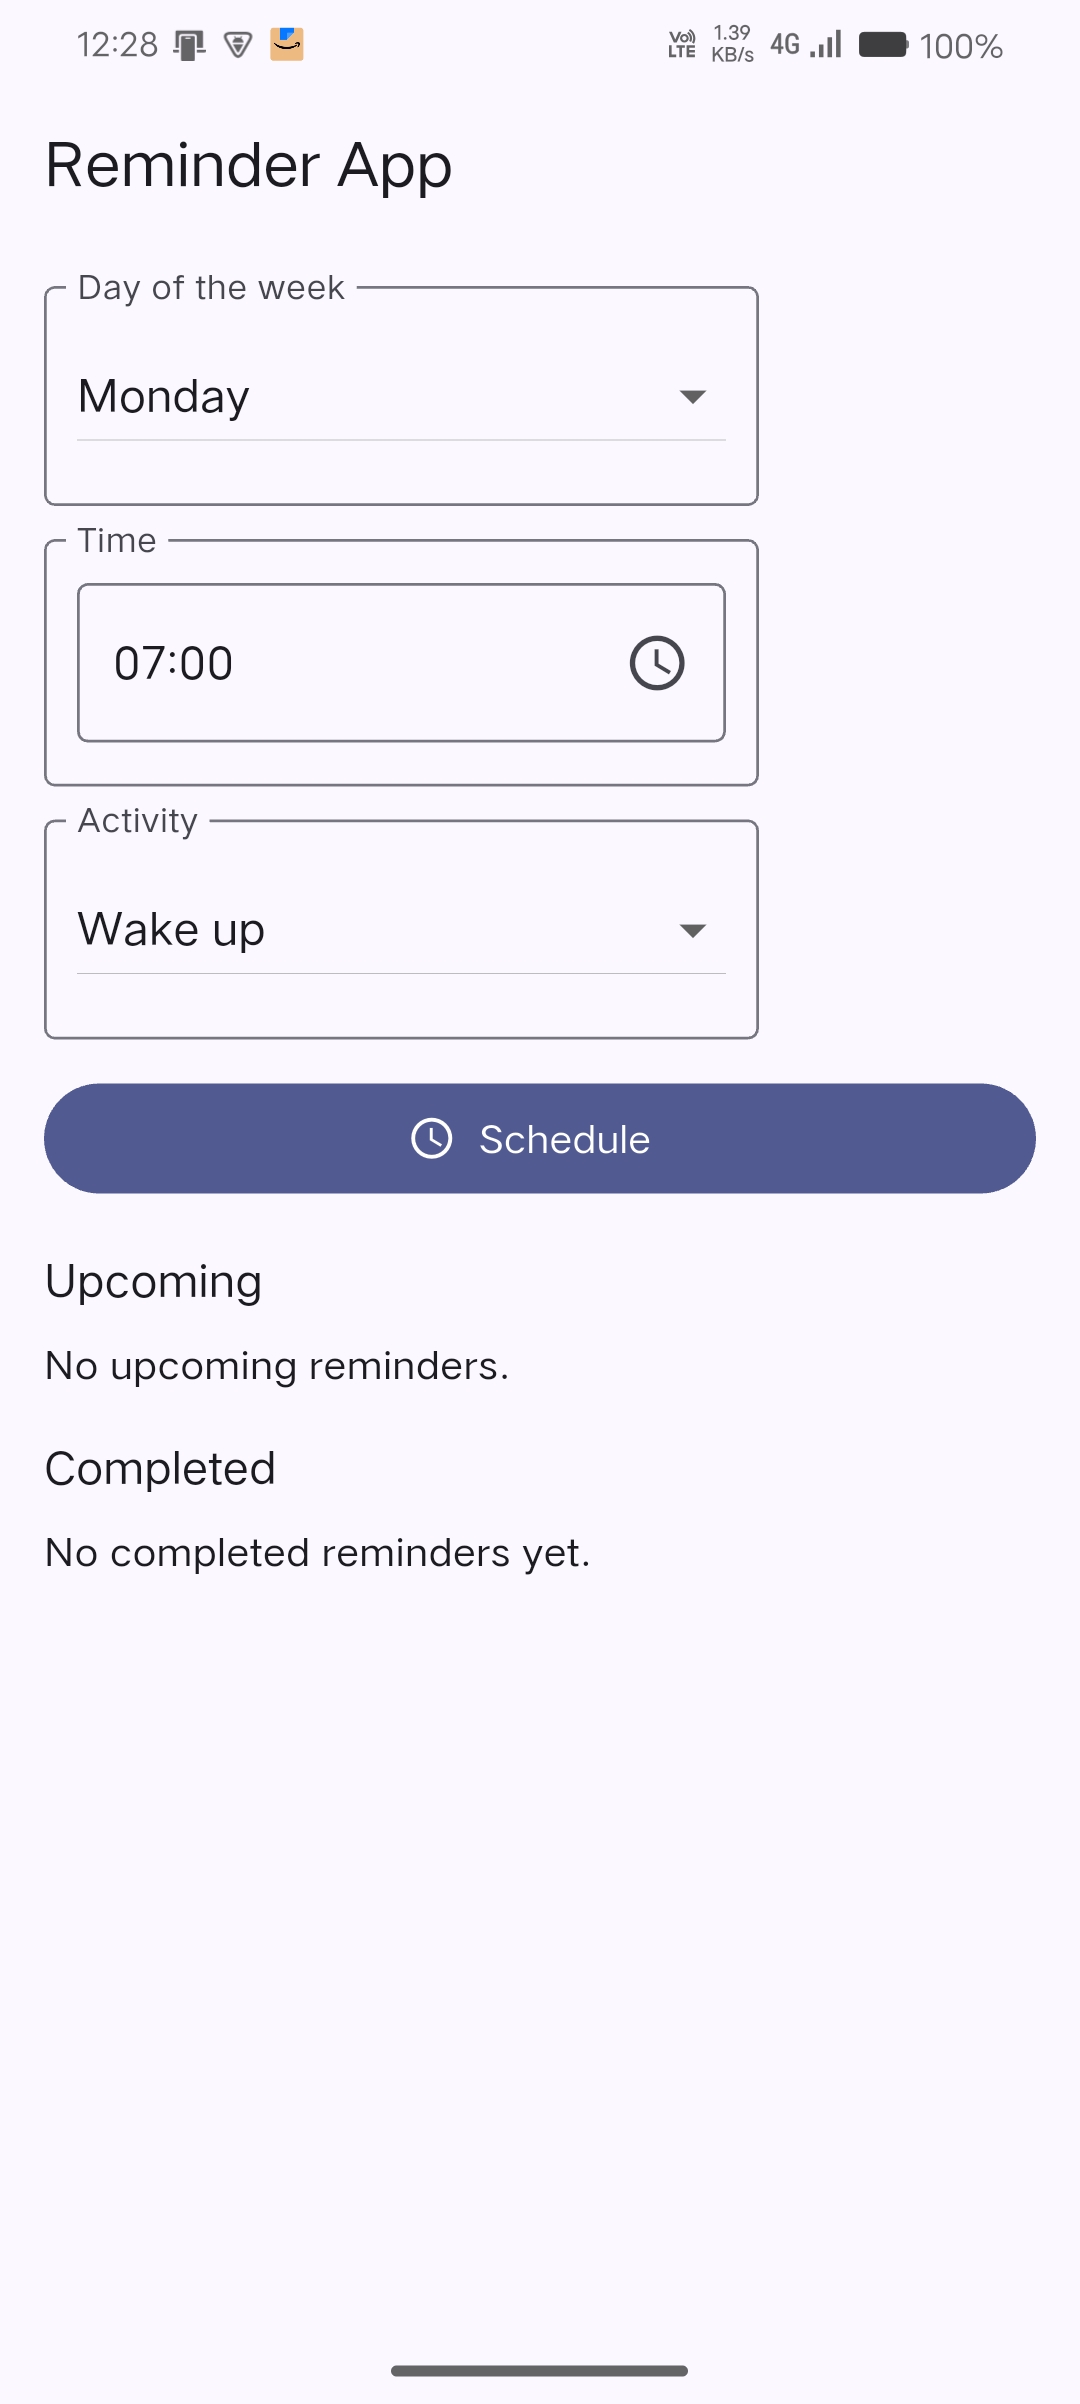 12:28
Vo)) LTE 1.39 KB/s 4G 100%
Reminder App
Day of the week
Monday
Time
07:00
Activity
Wake up
Schedule
Upcoming
No upcoming reminders.
Completed
No completed reminders yet.